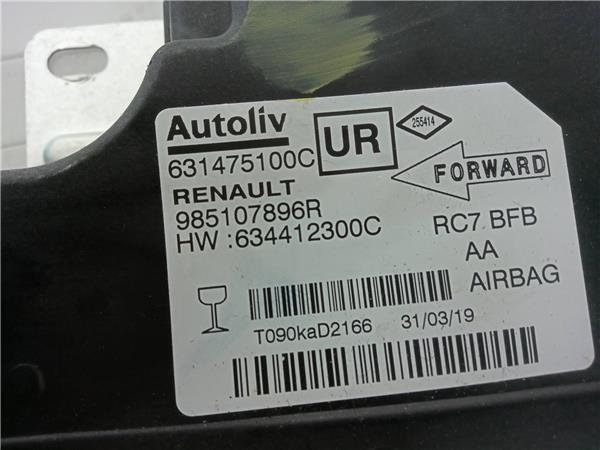 Autoliv
UR
255414
631475100C
FORWARD
RENAULT
985107896R
HW :634412300C
RC7 BFB
AA
AIRBAG
T090kaD2166 31/03/19